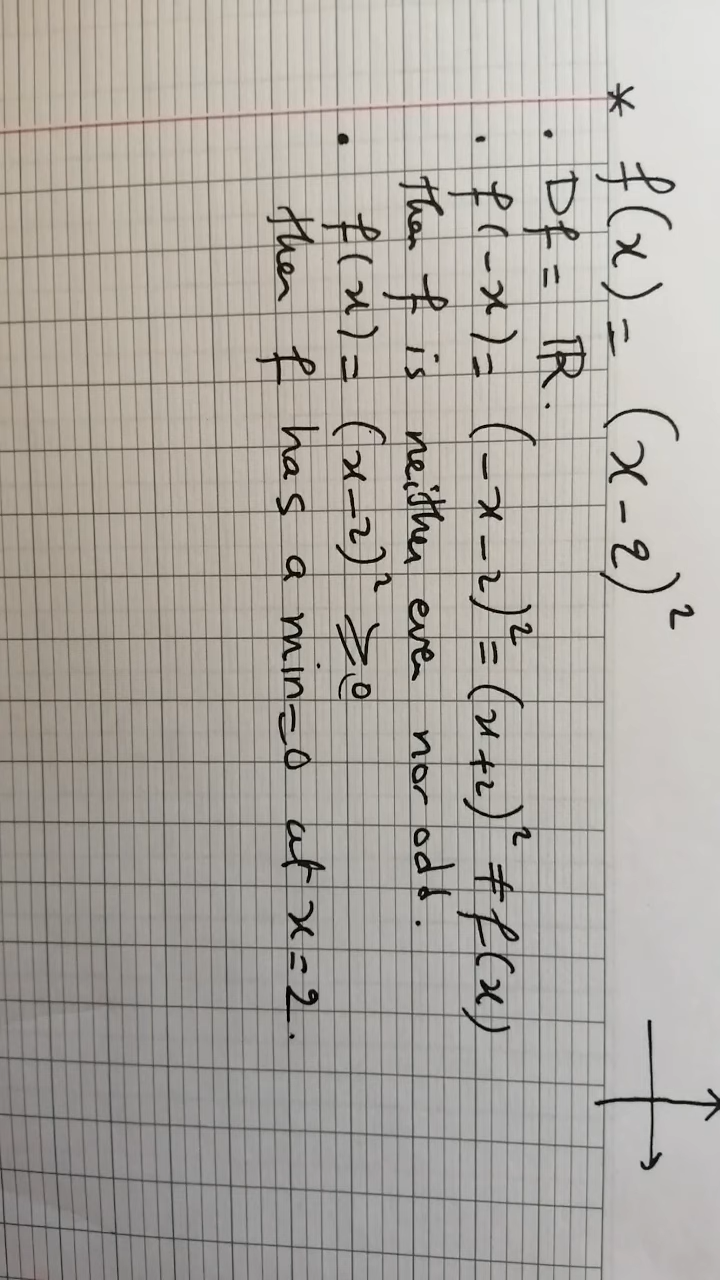 * f(x) = (x-2)²
· Df = ℝ.
· f(-x) = (-x-2)² = (x+2)² ≠ f(x)
then f is neither even nor odd.
· f(x) = (x-2)² ⩾ 0
then f has a min=0 at x=2.